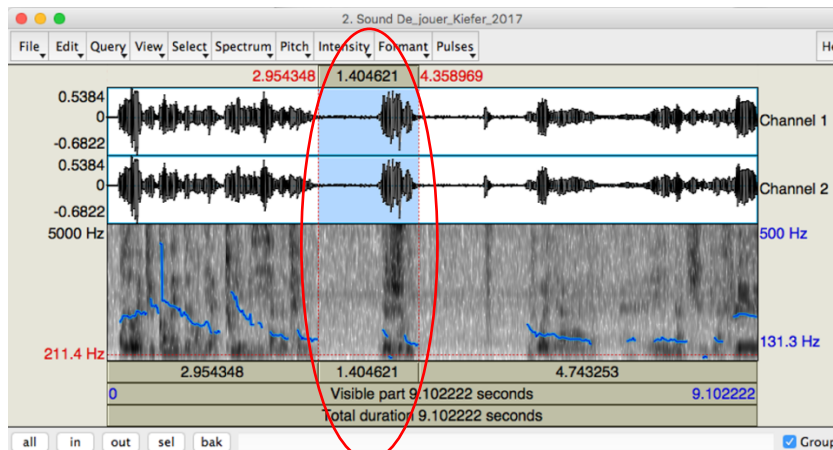 2. Sound De_jouer_Kiefer_2017
File Edit Query View Select Spectrum Pitch Intensity Formant Pulses He
2.954348 1.404621 4.358969
0.5384
0
-0.6822
Channel 1
0.5384
0
-0.6822
Channel 2
5000 Hz 500 Hz
211.4 Hz 131.3 Hz
2.954348 1.404621 4.743253
0 Visible part 9.102222 seconds 9.102222
Total duration 9.102222 seconds
all in out sel bak Group